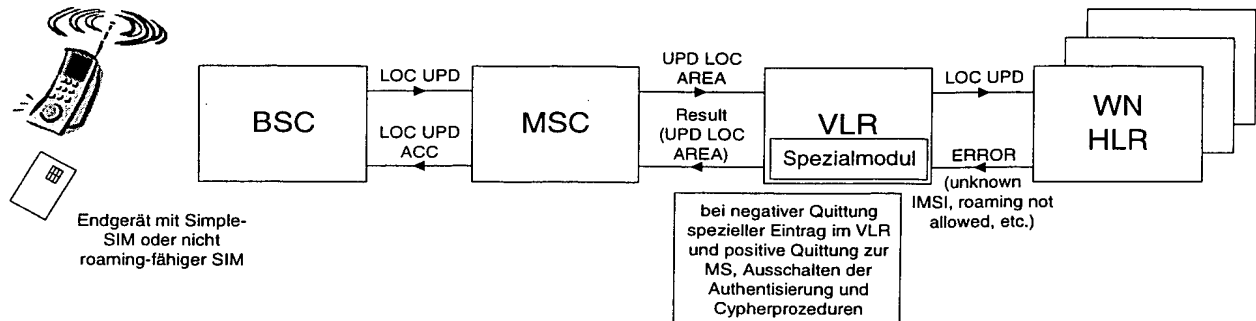 Endgerät mit Simple-
SIM oder nicht
roaming-fähiger SIM
BSC
LOC UPD
LOC UPD
ACC
MSC
UPD LOC
AREA
Result
(UPD LOC
AREA)
VLR
Spezialmodul
bei negativer Quittung
spezieller Eintrag im VLR
und positive Quittung zur
MS, Ausschalten der
Authentisierung und
Cypherprozeduren
LOC UPD
ERROR
(unknown
IMSI, roaming not
allowed, etc.)
WN
HLR